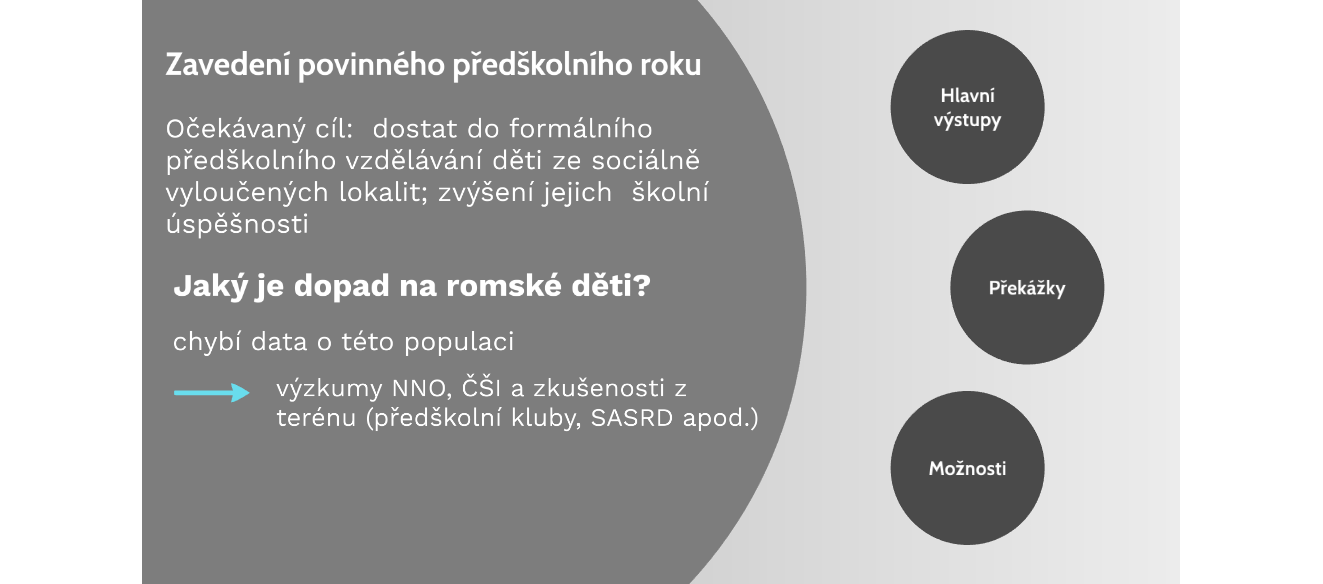 Zavedení povinného předškolního roku
Očekávaný cíl:  dostat do formálního
předškolního vzdělávání děti ze sociálně
vyloučených lokalit; zvýšení jejich  školní
úspěšnosti
Jaký je dopad na romské děti?
chybí data o této populaci
výzkumy NNO, ČŠI a zkušenosti z
terénu (předškolní kluby, SASRD apod.)
Hlavní
výstupy
Překážky
Možnosti